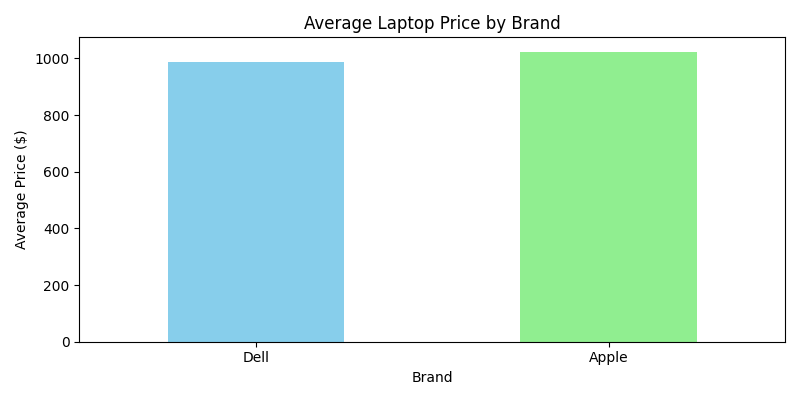 Average Laptop Price by Brand
Average Price ($)
1000
800
600
400
200
0
Dell
Apple
Brand